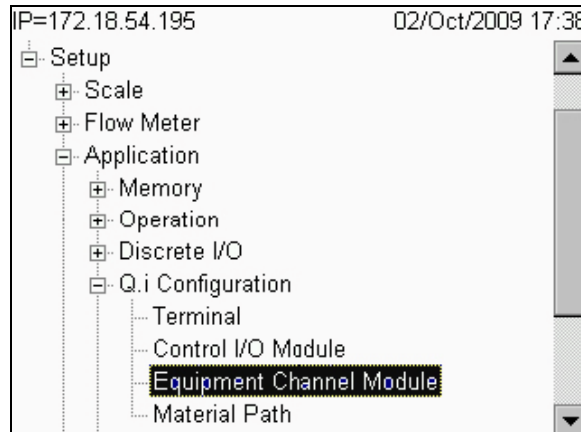 IP=172.18.54.195 02/Oct/2009 17:38
Setup
Scale
Flow Meter
Application
Memory
Operation
Discrete I/O
Q.i Configuration
Terminal
Control I/O Module
Equipment Channel Module
Material Path